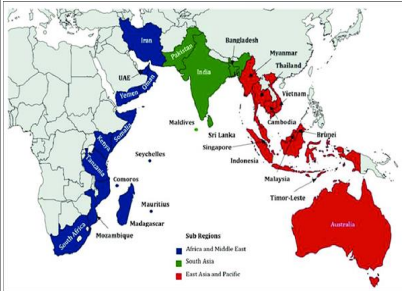 Iran
Pakistan
Bangladesh
Myanmar
Thailand
UAE
Oman
Yemen
India
Vietnam
Maldives
Sri Lanka
Cambodia
Brunei
Somalia
Kenya
Singapore
Seychelles
Indonesia
Tanzania
Comoros
Malaysia
Mauritius
Timor-Leste
Madagascar
South Africa
Mozambique
Australia
Sub Regions
Africa and Middle East
South Asia
East Asia and Pacific